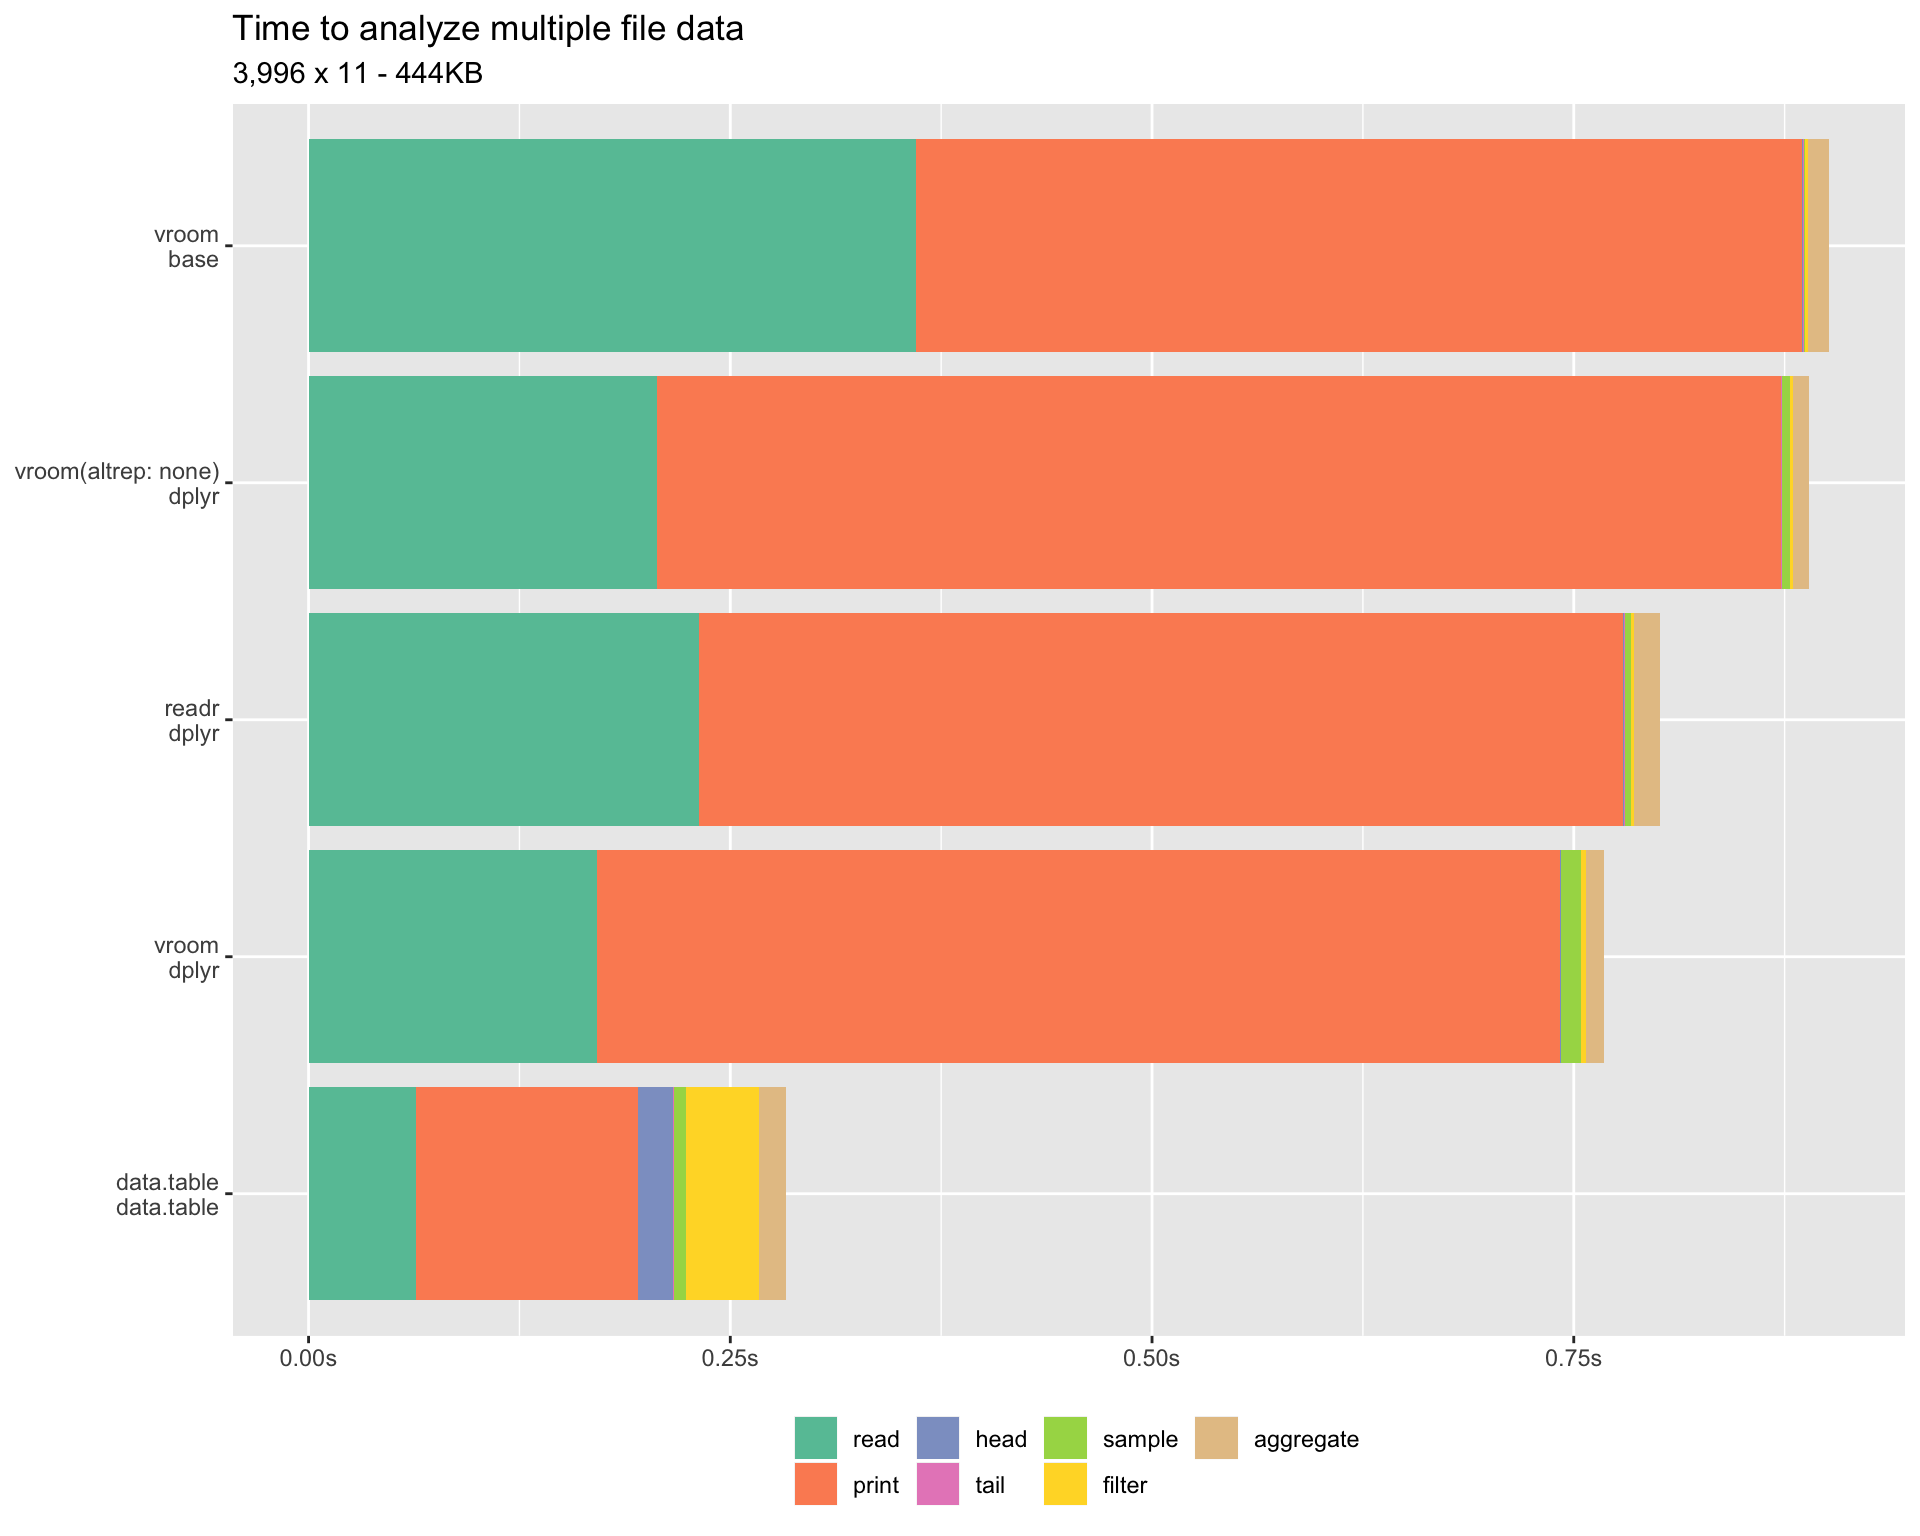 Time to analyze multiple file data
3,996 x 11 - 444KB
vroom
base
vroom(altrep: none)
dplyr
readr
dplyr
vroom
dplyr
data.table
data.table
0.00s 0.25s 0.50s 0.75s
read head sample aggregate
print tail filter